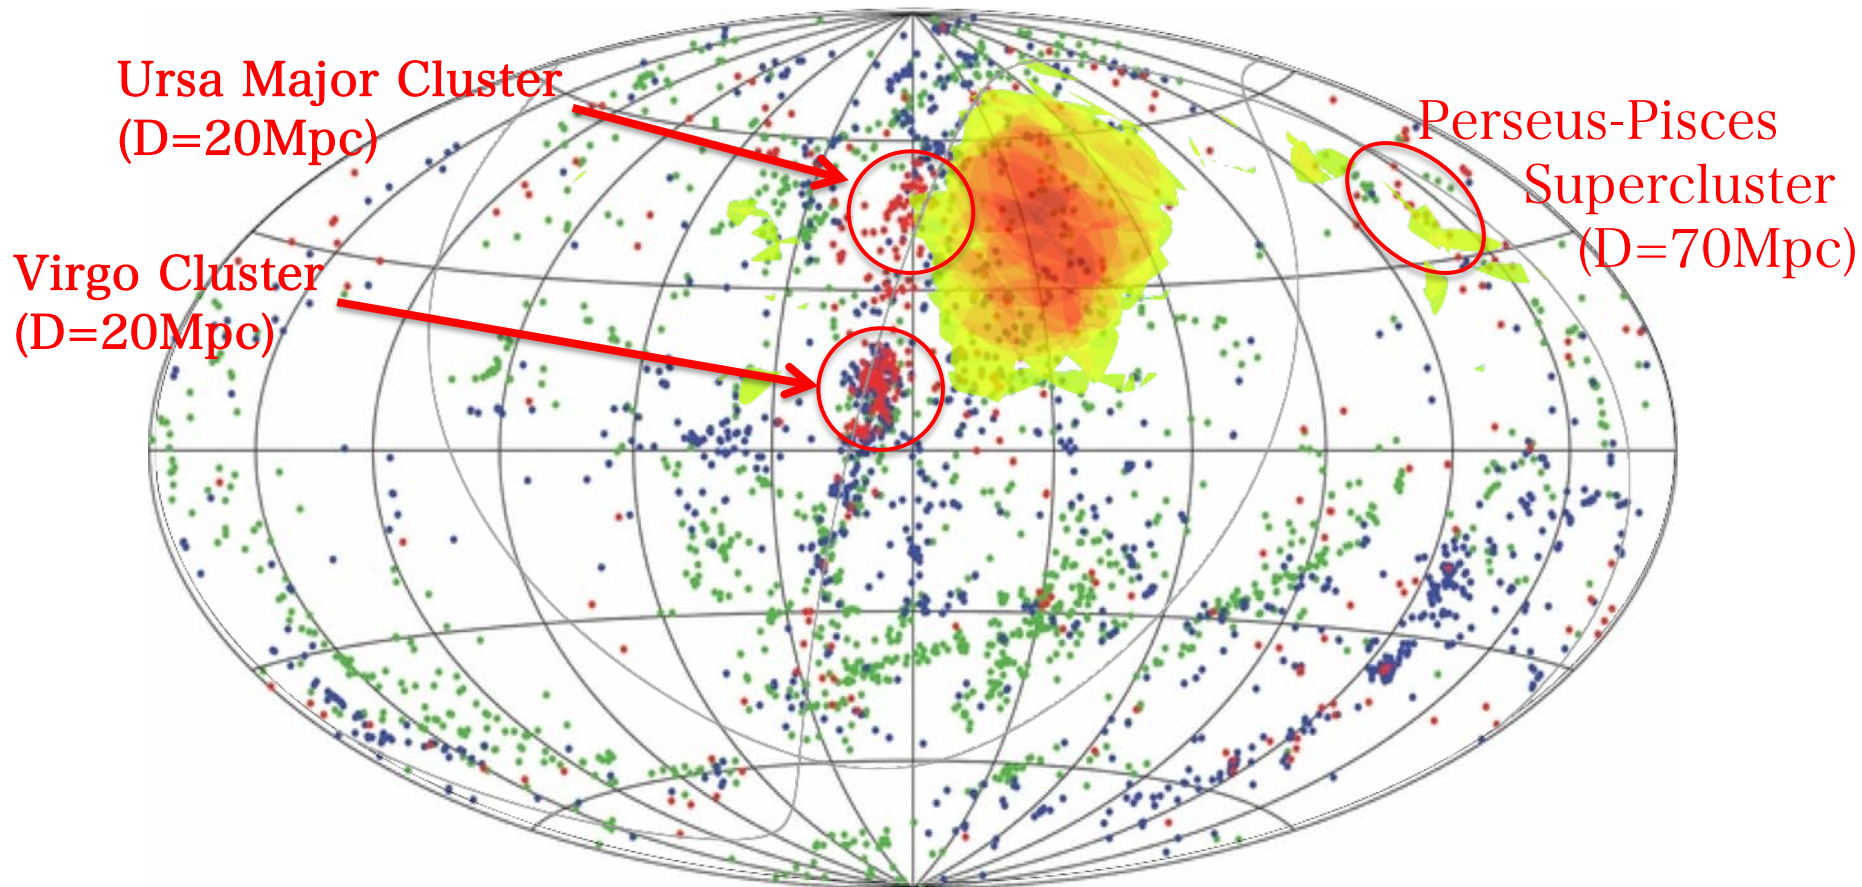 Ursa Major Cluster
(D=20Mpc)
Perseus-Pisces
Supercluster
(D=70Mpc)
Virgo Cluster
(D=20Mpc)